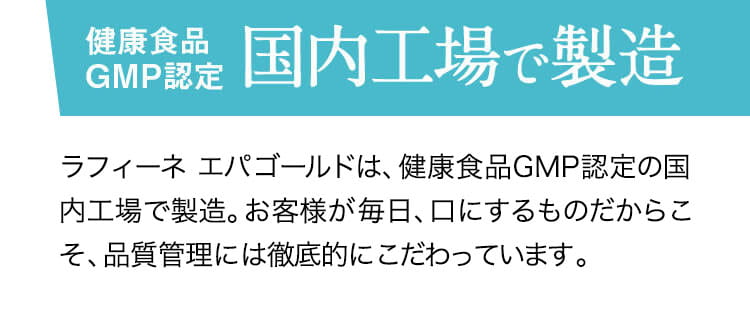 健康食品
GMP認定
国内工場で製造
ラフィーネ エパゴールドは、健康食品GMP認定の国
内工場で製造。お客様が毎日、口にするものだからこ
そ、品質管理には徹底的にこだわっています。